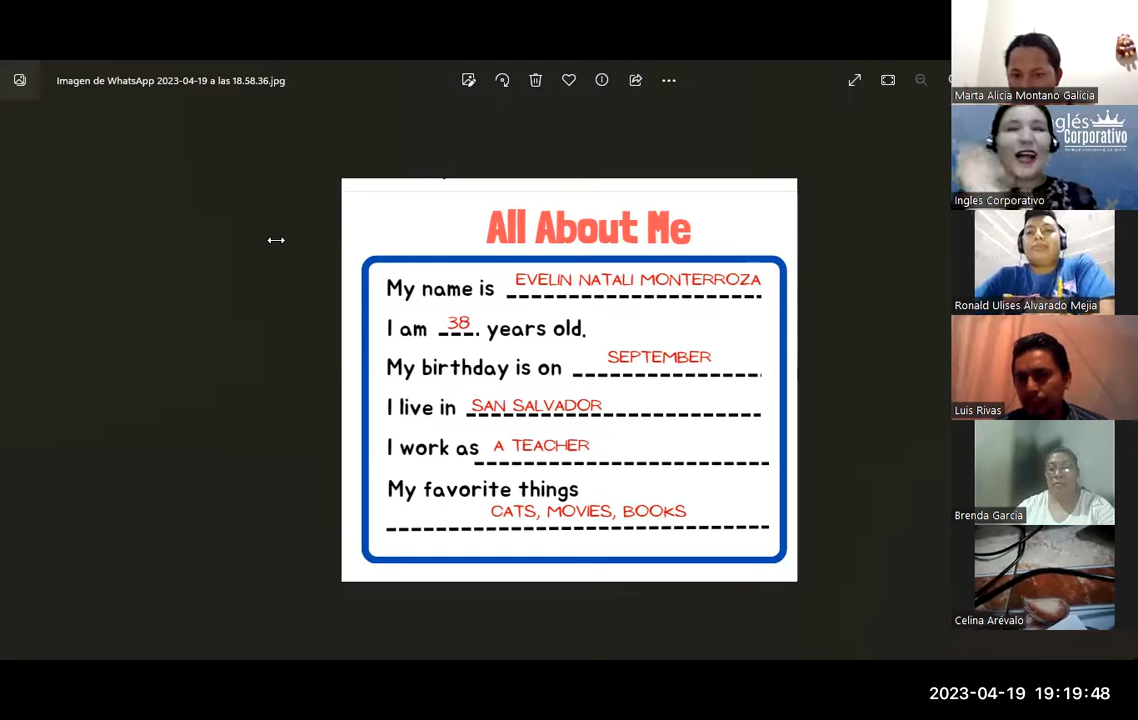 Imagen de WhatsApp 2023-04-19 a las 18.58.36.jpg
All About Me
My name is EVELIN NATALI MONTERROZA
I am 38 years old.
My birthday is on SEPTEMBER
I live in SAN SALVADOR
I work as A TEACHER
My favorite things
CATS, MOVIES, BOOKS
Marta Alicia Montano Galicia
glés
Corporativo
Ingles Corporativo
Ronald Ulises Alvarado Mejia
Luis Rivas
Brenda Garcia
Celina Arévalo
2023-04-19 19:19:48